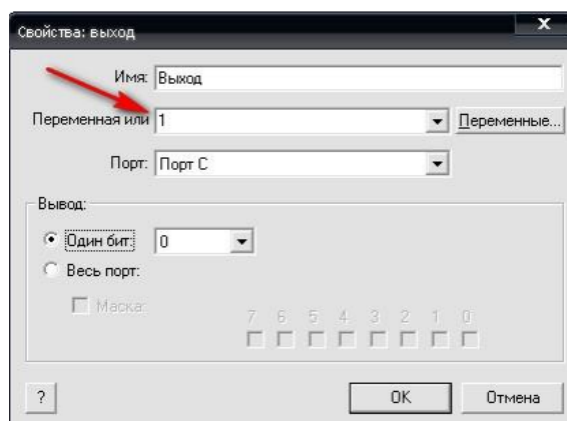 Свойства: выход x
Имя: Выход
Переменная или 1 Переменные...
Порт: Порт C
Вывод:
Один бит: 0
Весь порт:
Маска:
7 6 5 4 3 2 1 0
? OK Отмена